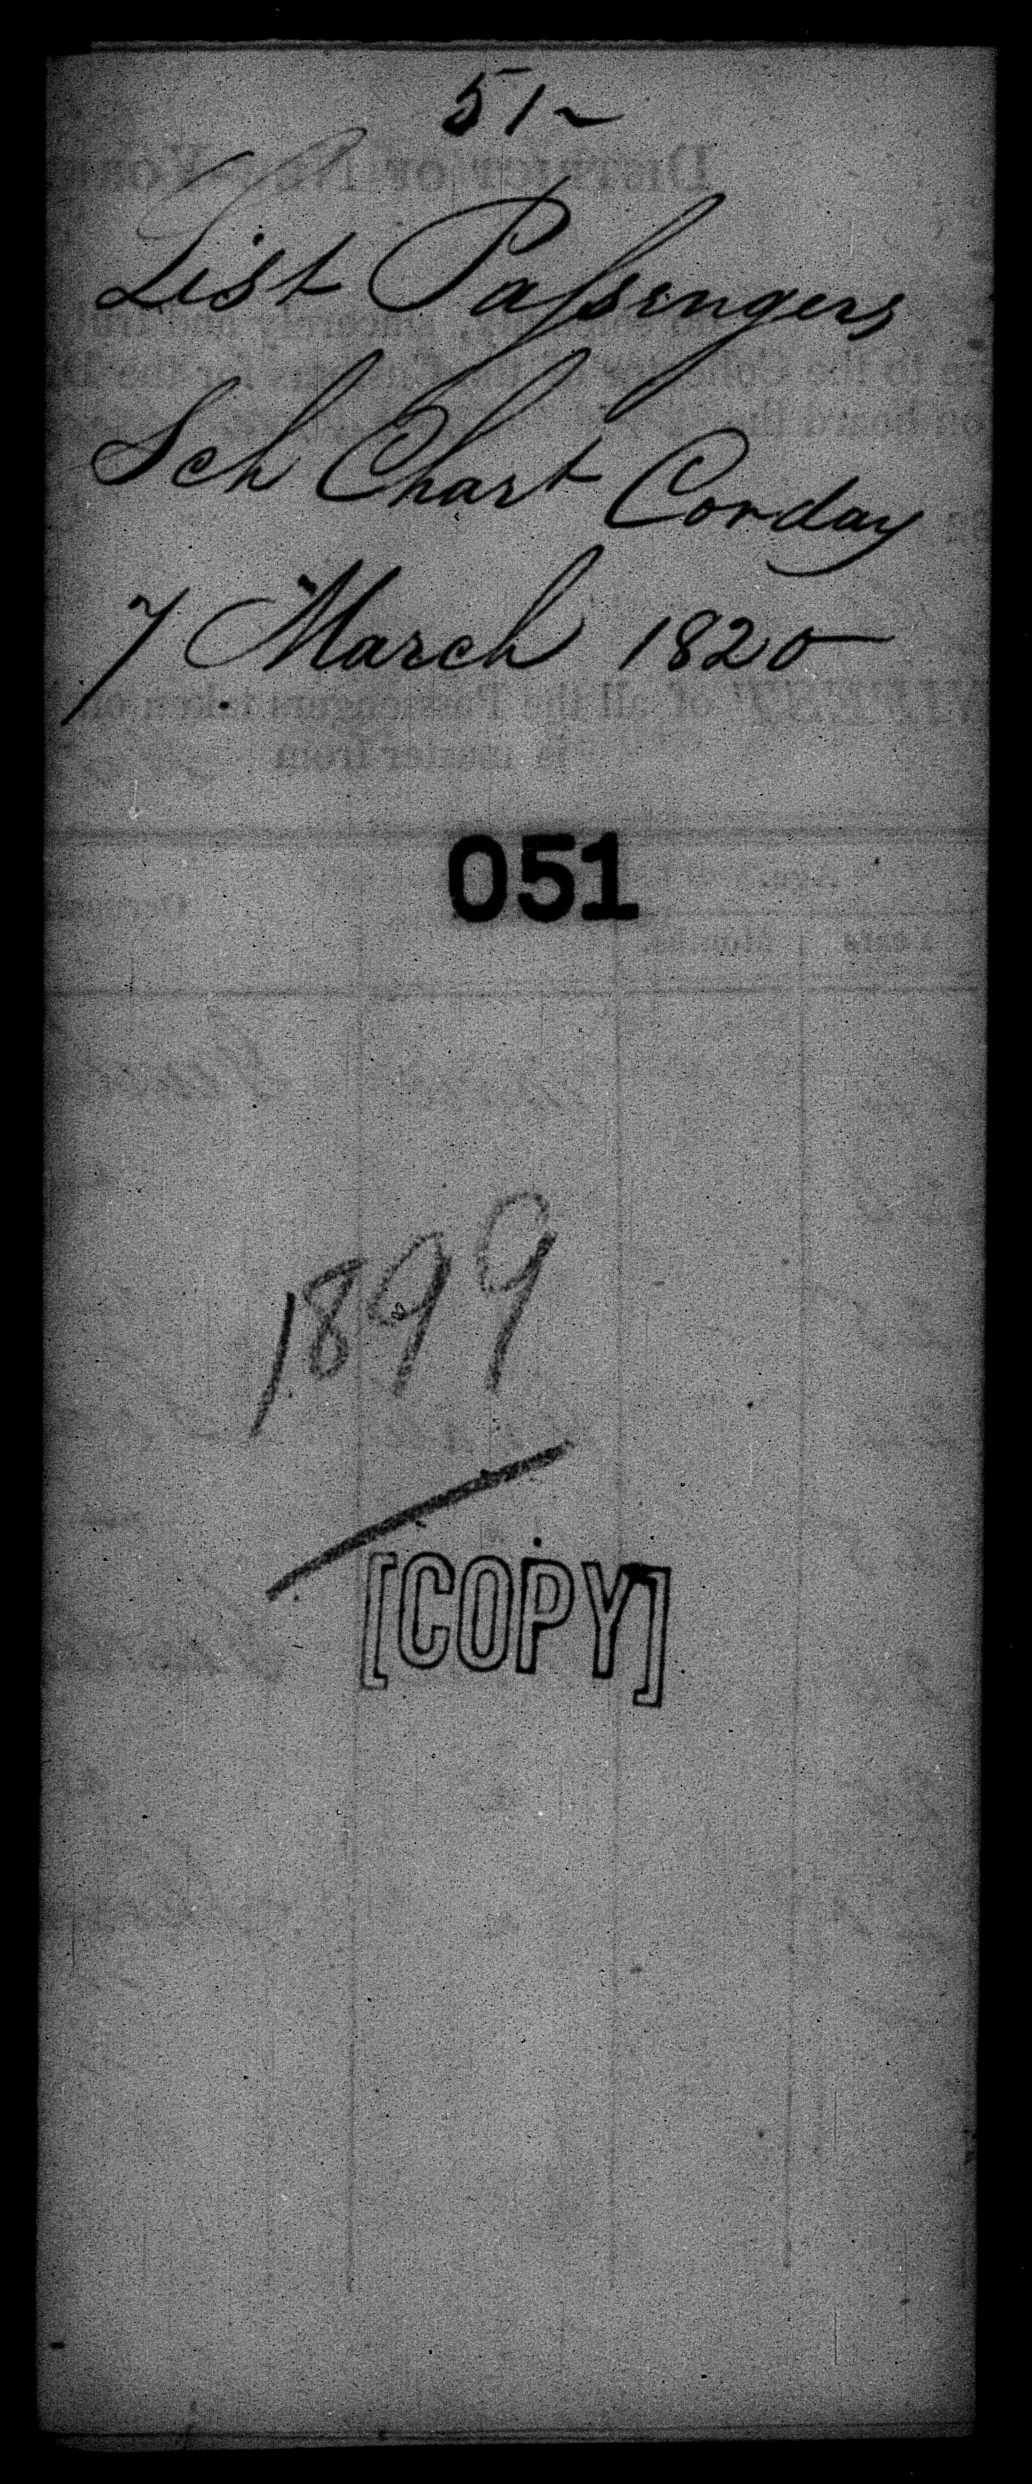 51~
List Passengers
Sch Chart Corday
7 March 1820
051
1899
[COPY]